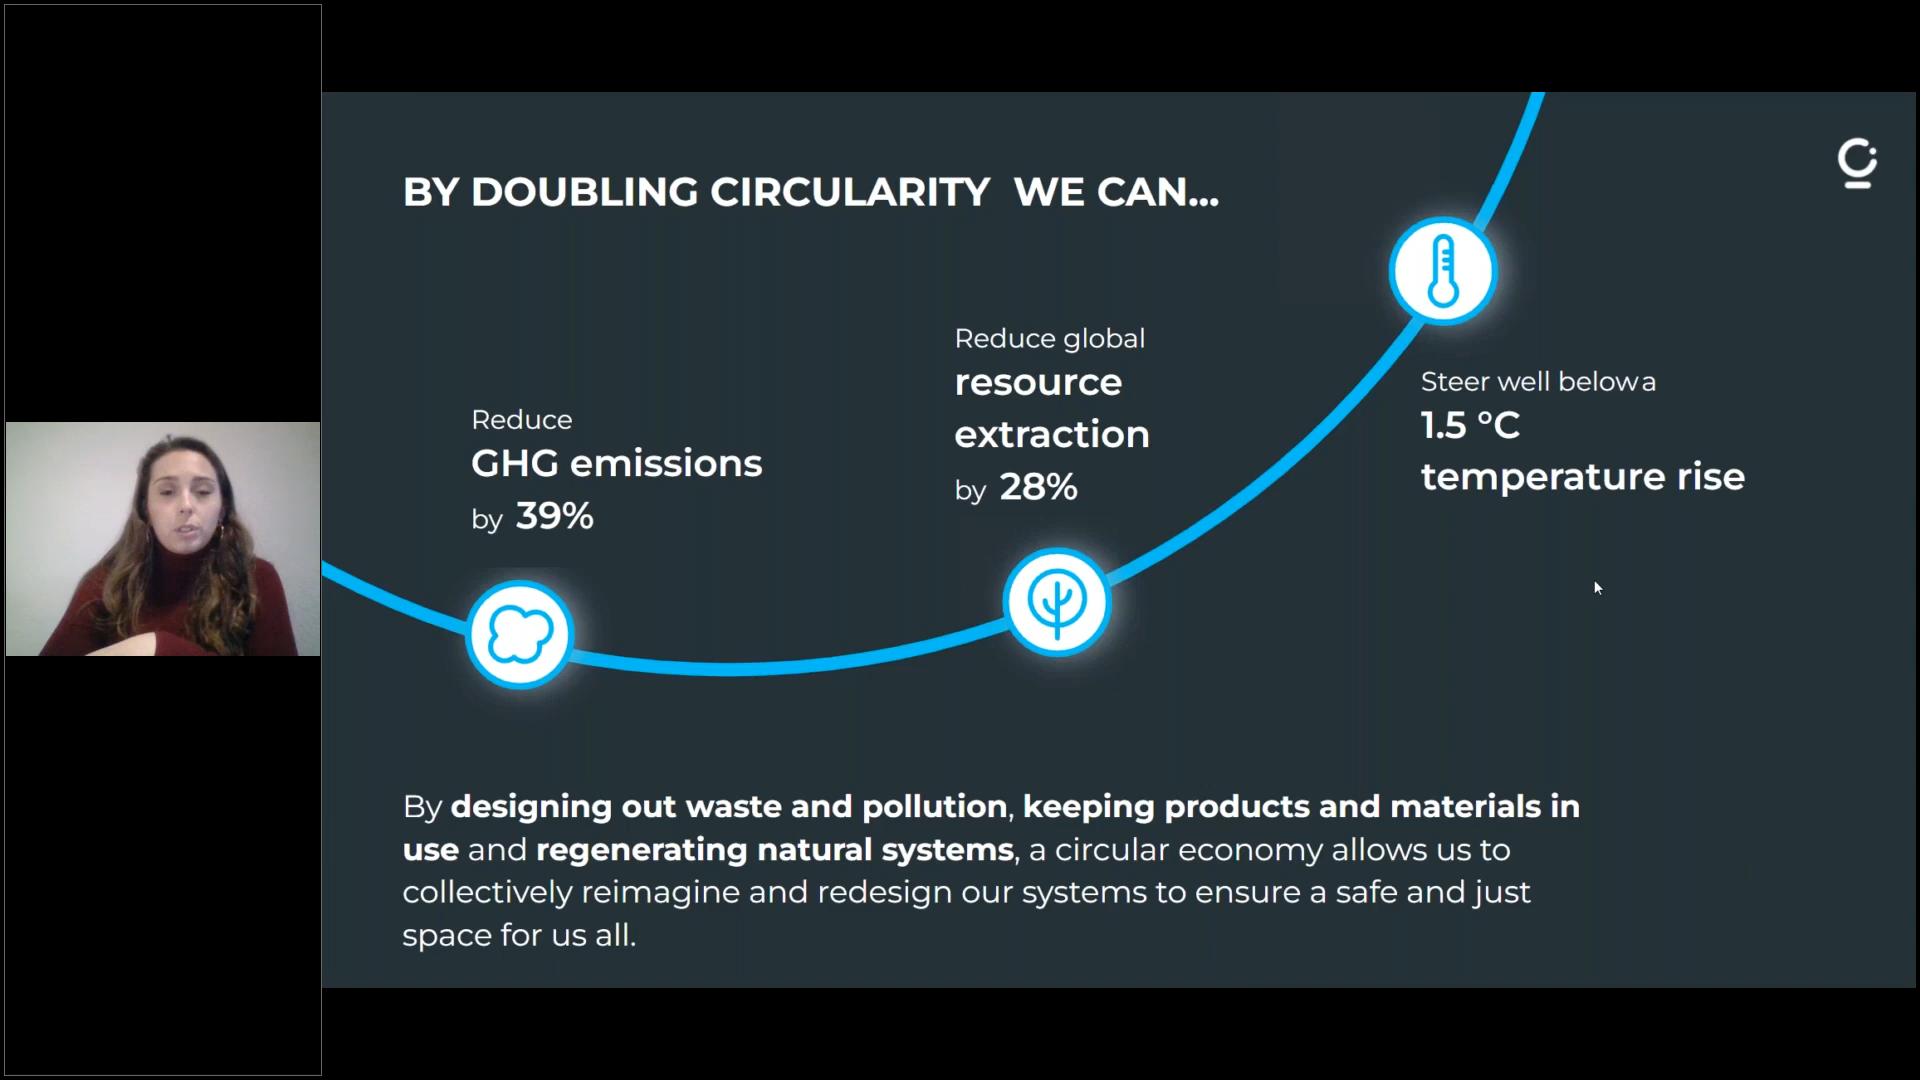 BY DOUBLING CIRCULARITY WE CAN...
Reduce
GHG emissions
by 39%
Reduce global
resource
extraction
by 28%
Steer well below a
1.5 °C
temperature rise
By designing out waste and pollution, keeping products and materials in
use and regenerating natural systems, a circular economy allows us to
collectively reimagine and redesign our systems to ensure a safe and just
space for us all.